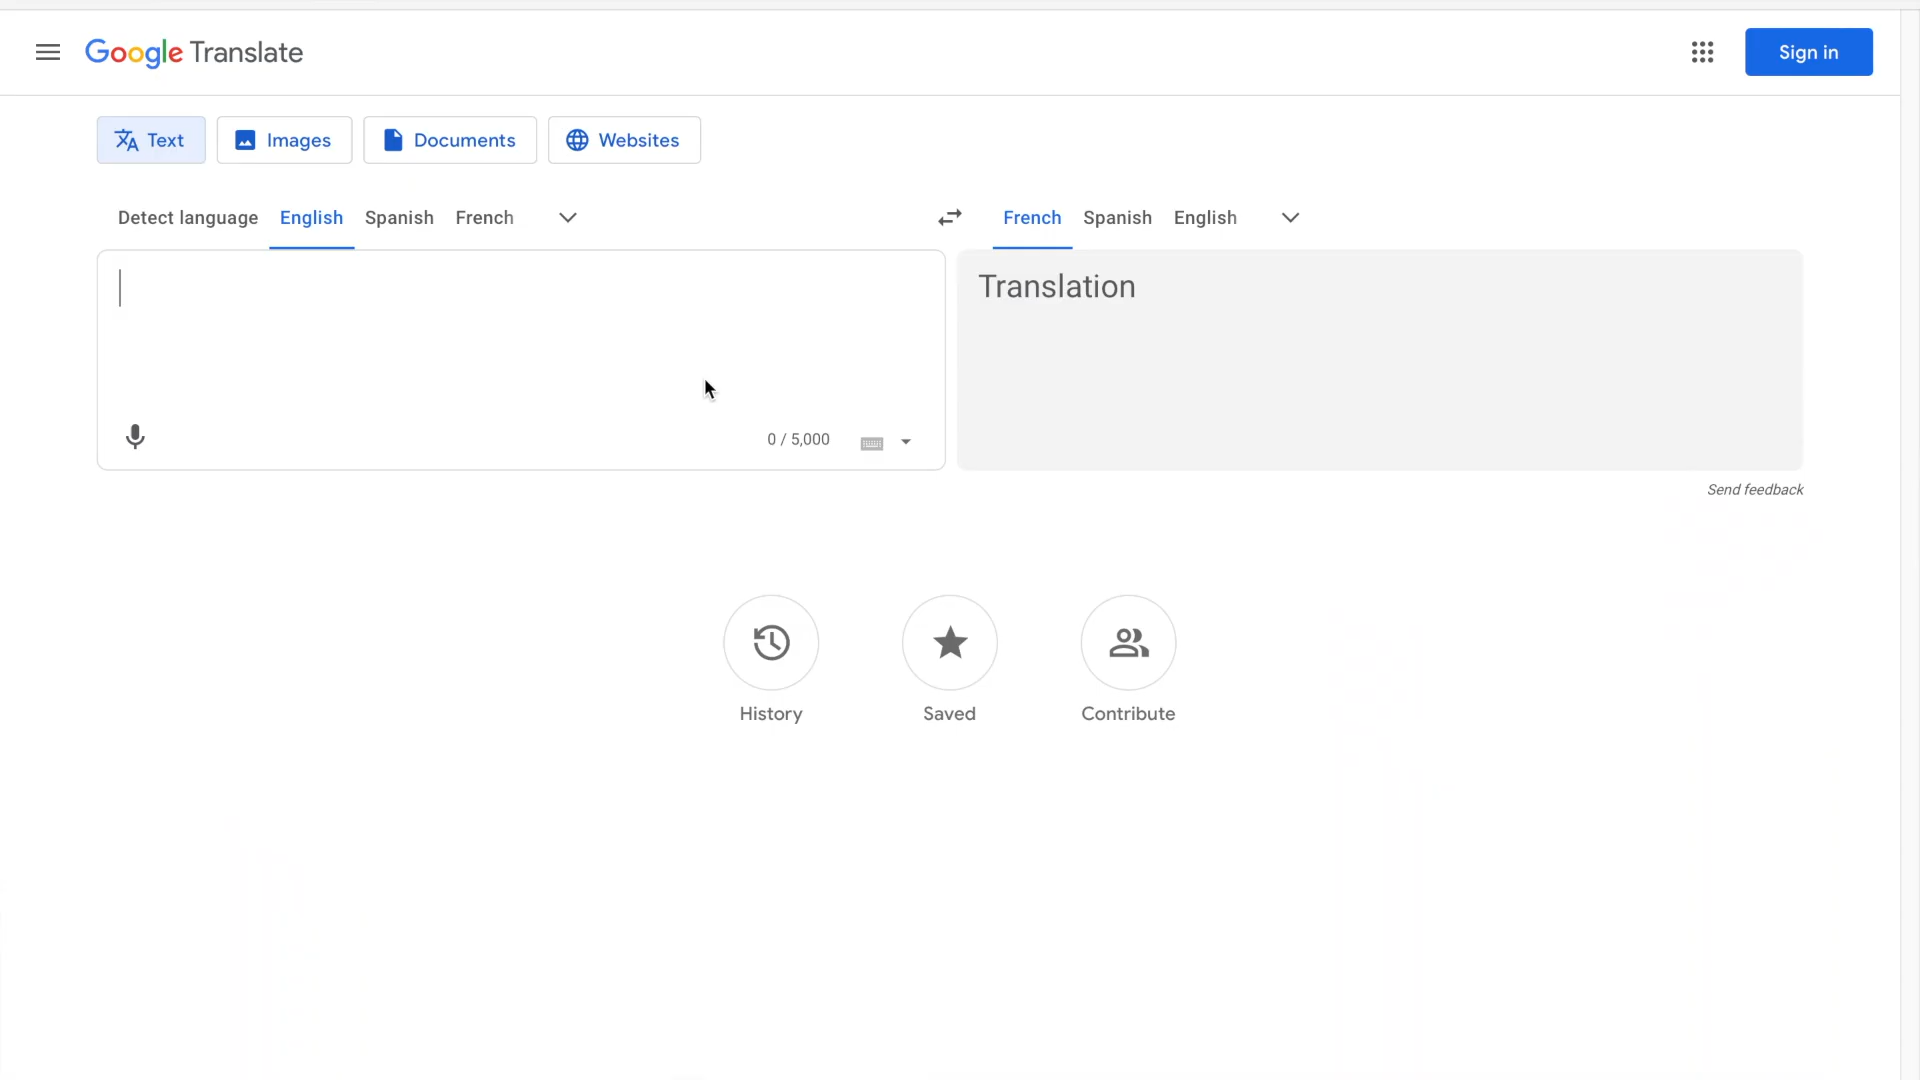 Google Translate
Sign in
Text Images Documents Websites
Detect language English Spanish French French Spanish English
Translation
0 / 5,000
Send feedback
History Saved Contribute